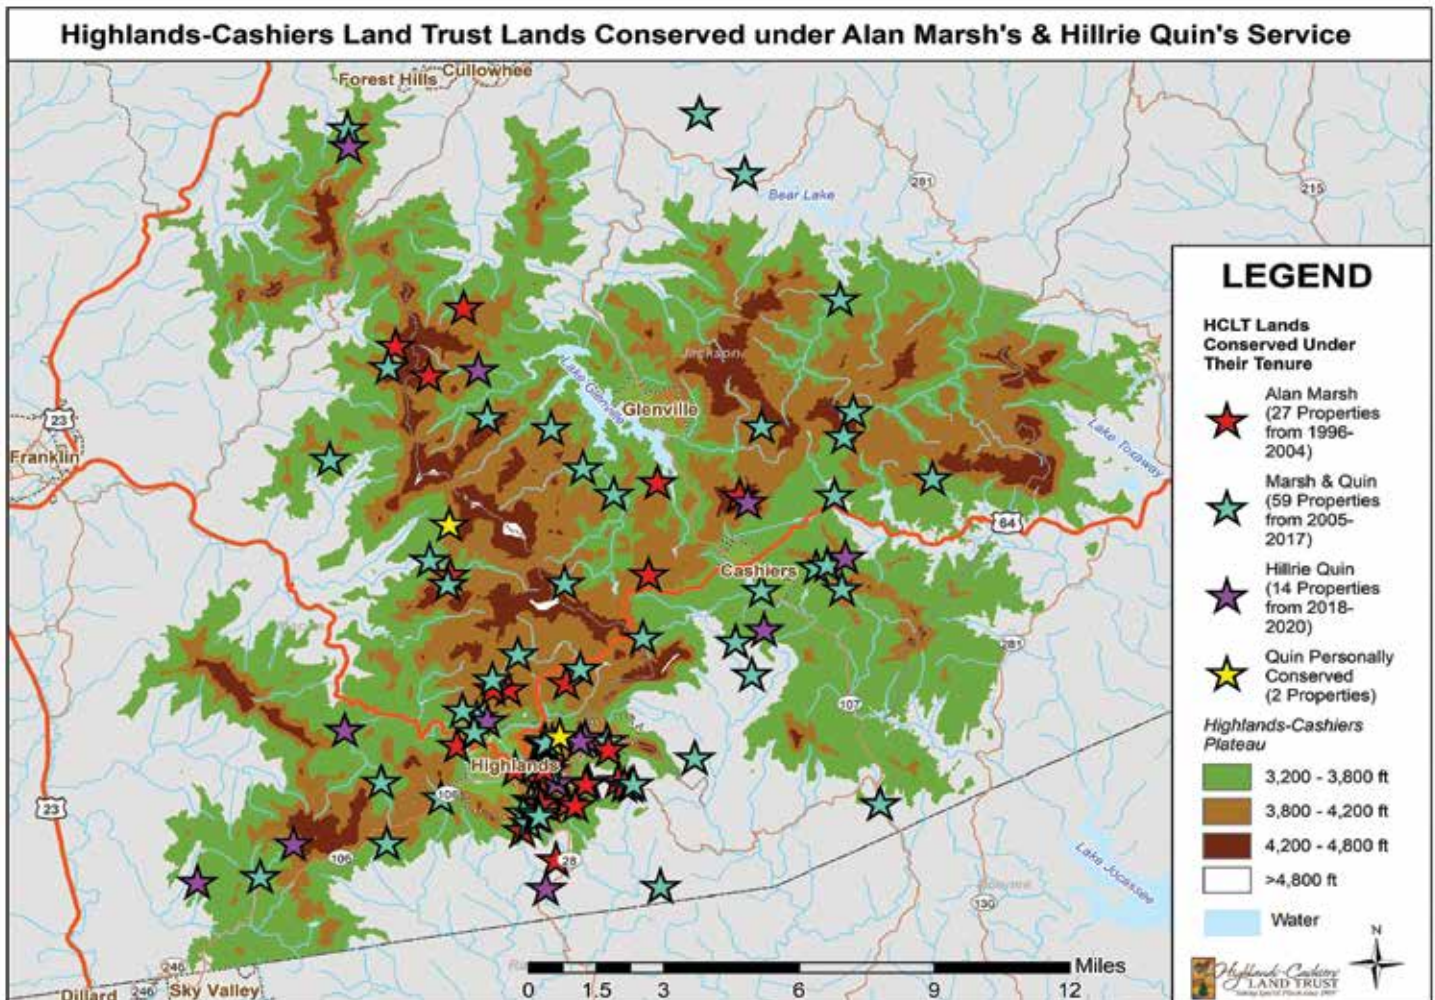 Highlands-Cashiers Land Trust Lands Conserved under Alan Marsh's & Hillrie Quin's Service
Forest Hills
Cullowhee
Bear Lake
281
215
Jackson
Lake Glenville
Glenville
23
Franklin
Lake Toxaway
64
Cashiers
281
107
Highlands
106
106
23
28
Lake Jocassee
130
246
246
Dillard
Sky Valley
LEGEND
HCLT Lands
Conserved Under
Their Tenure
Alan Marsh
(27 Properties
from 1996-
2004)
Marsh & Quin
(59 Properties
from 2005-
2017)
Hillrie Quin
(14 Properties
from 2018-
2020)
Quin Personally
Conserved
(2 Properties)
Highlands-Cashiers
Plateau
3,200 - 3,800 ft
3,800 - 4,200 ft
4,200 - 4,800 ft
>4,800 ft
Water
N
Highlands-Cashiers
LAND TRUST
Miles
0 1.5 3 6 9 12